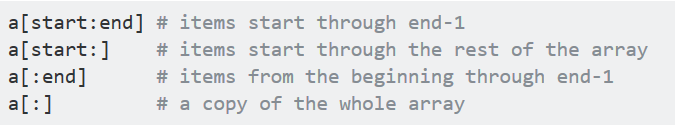 a[start:end] # items start through end-1
a[start:]    # items start through the rest of the array
a[:end]      # items from the beginning through end-1
a[:]         # a copy of the whole array